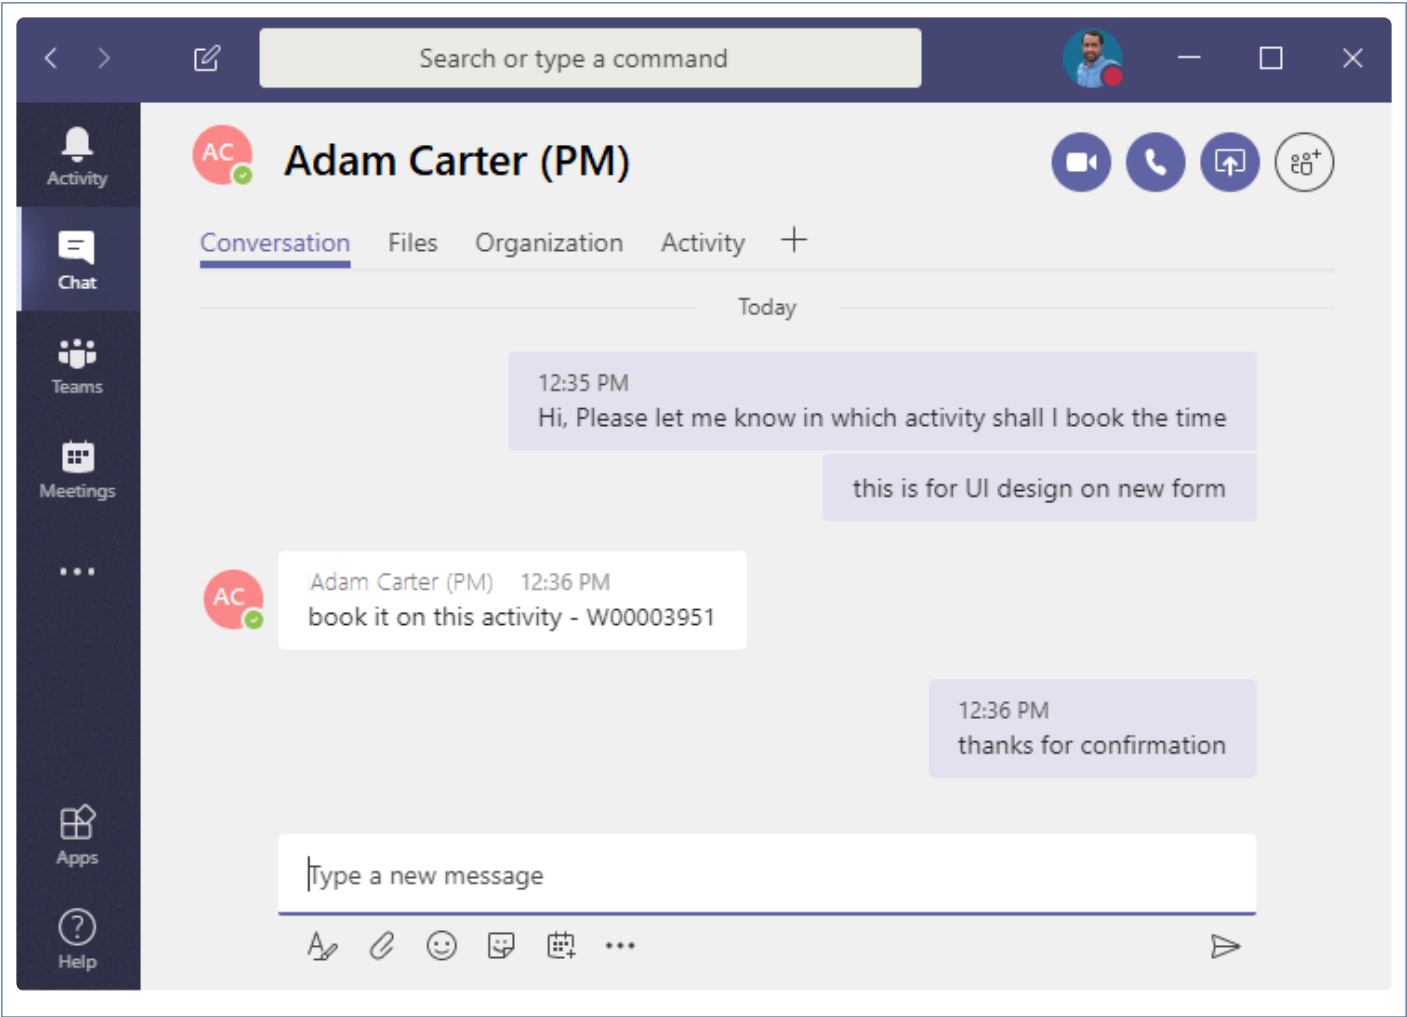 Search or type a command
Activity
Chat
Teams
Meetings
Apps
Help
AC
Adam Carter (PM)
Conversation Files Organization Activity
Today
12:35 PM
Hi, Please let me know in which activity shall I book the time
this is for UI design on new form
AC
Adam Carter (PM) 12:36 PM
book it on this activity - W00003951
12:36 PM
thanks for confirmation
Type a new message